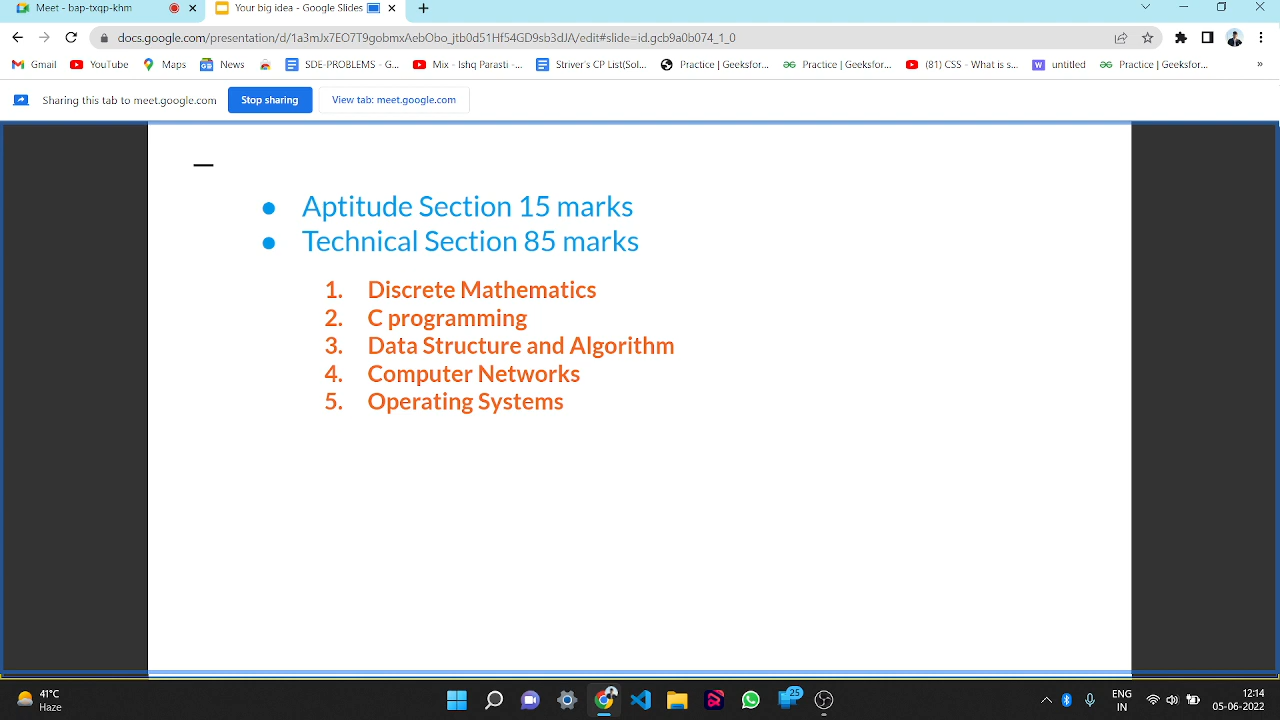 Meet - bap-txqp-khm
Your big idea - Google Slides
docs.google.com/presentation/d/1a3mJx7EO7T9gobmxAebObo_jtb0d51Hf54GD9sb3dJA/edit#slide=id.gcb9a0b074_1_0
Gmail YouTube Maps News SDE-PROBLEMS - G... Mix - Ishq Parasti -... Striver's CP List(Sol... Practice | Geeksfor... Practice | Geeksfor... (81) CSS - What is s... untitled Practice | Geeksfor... »
Sharing this tab to meet.google.com Stop sharing View tab: meet.google.com
● Aptitude Section 15 marks
● Technical Section 85 marks
1. Discrete Mathematics
2. C programming
3. Data Structure and Algorithm
4. Computer Networks
5. Operating Systems
41°C
Haze
25
ENG
IN
12:14
05-06-2022